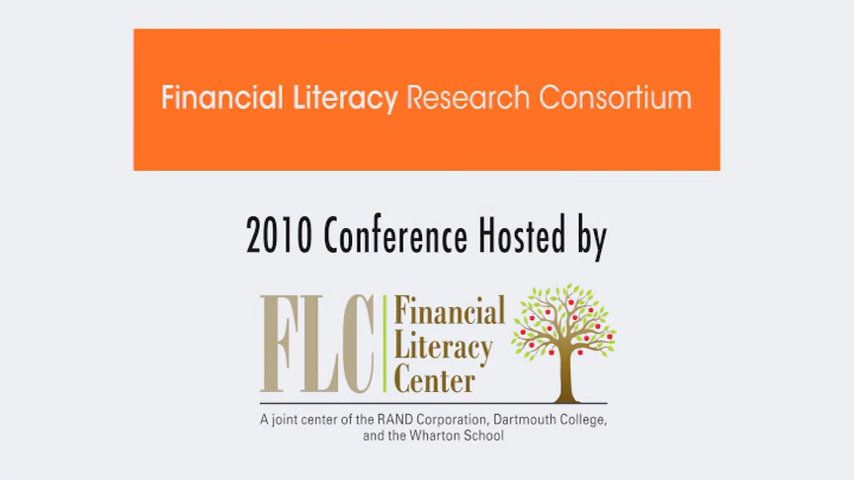 Financial Literacy Research Consortium
2010 Conference Hosted by
FLC
Financial
Literacy
Center
A joint center of the RAND Corporation, Dartmouth College,
and the Wharton School